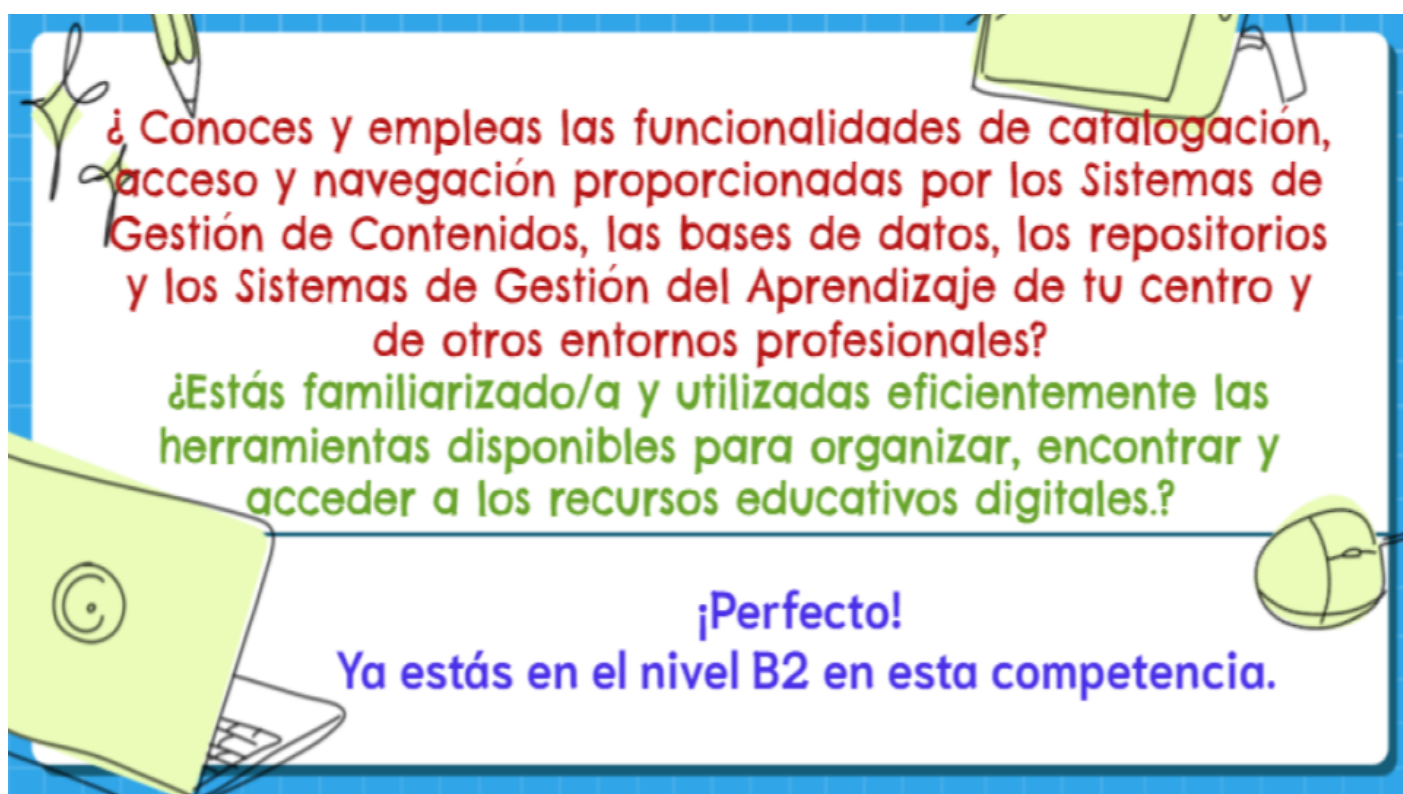 ¿ Conoces y empleas las funcionalidades de catalogación,
acceso y navegación proporcionadas por los Sistemas de
Gestión de Contenidos, las bases de datos, los repositorios
y los Sistemas de Gestión del Aprendizaje de tu centro y
de otros entornos profesionales?
¿Estás familiarizado/a y utilizadas eficientemente las
herramientas disponibles para organizar, encontrar y
acceder a los recursos educativos digitales.?
¡Perfecto!
Ya estás en el nivel B2 en esta competencia.